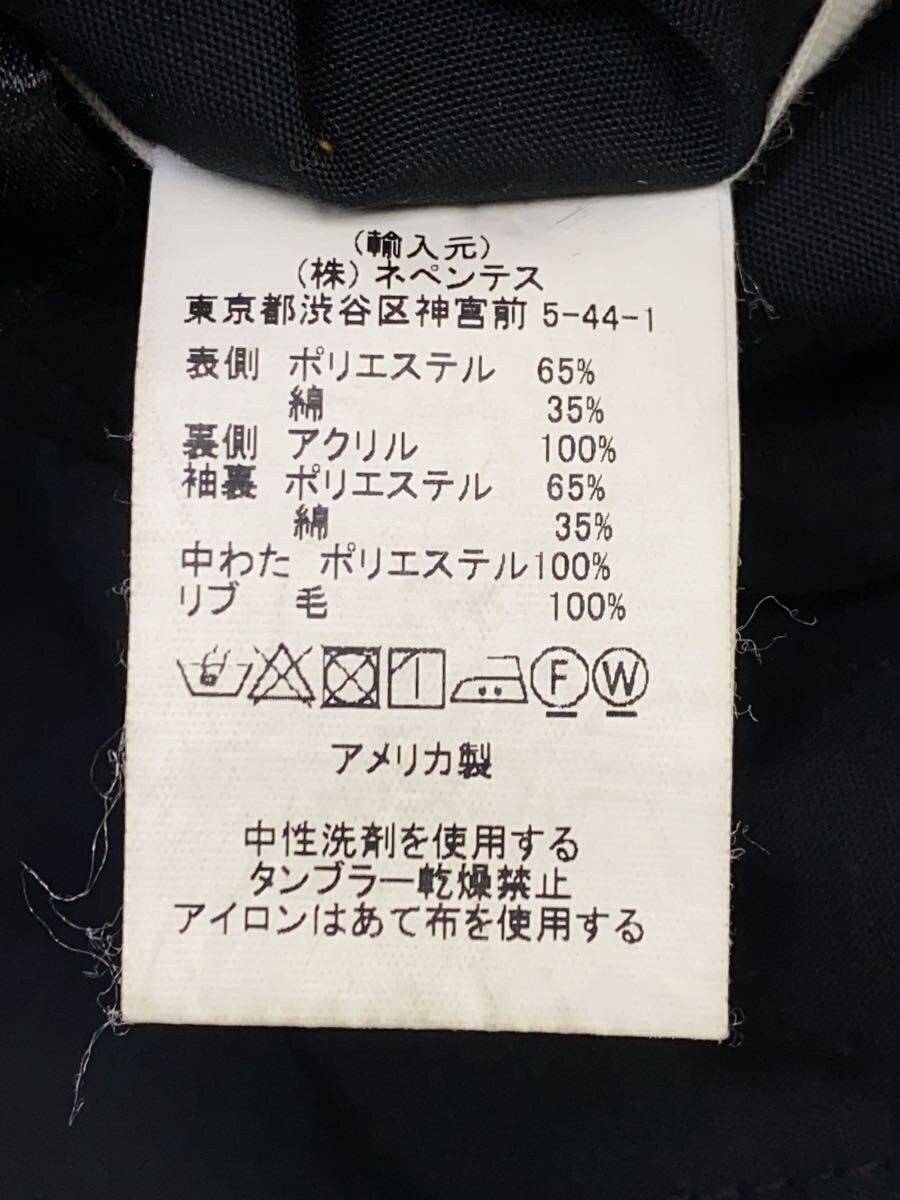 (輸入元)
(株)ネペンテス
東京都渋谷区神宮前 5-44-1
表側 ポリエステル 65%
綿 35%
裏側 アクリル 100%
袖裏 ポリエステル 65%
綿 35%
中わた ポリエステル100%
リブ 毛 100%
F W
アメリカ製
中性洗剤を使用する
タンブラー乾燥禁止
アイロンはあて布を使用する